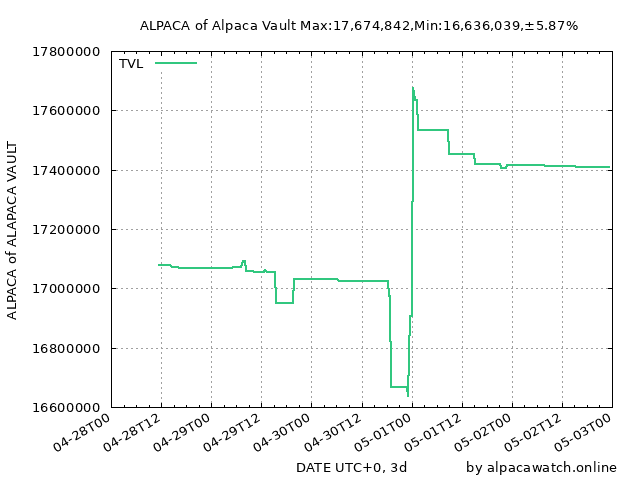 ALPACA of Alpaca Vault Max:17,674,842,Min:16,636,039,±5.87%
TVL
ALPACA of ALAPACA VAULT
17800000
17600000
17400000
17200000
17000000
16800000
16600000
04-28T00
04-28T12
04-29T00
04-29T12
04-30T00
04-30T12
05-01T00
05-01T12
05-02T00
05-02T12
05-03T00
DATE UTC+0, 3d
by alpacawatch.online